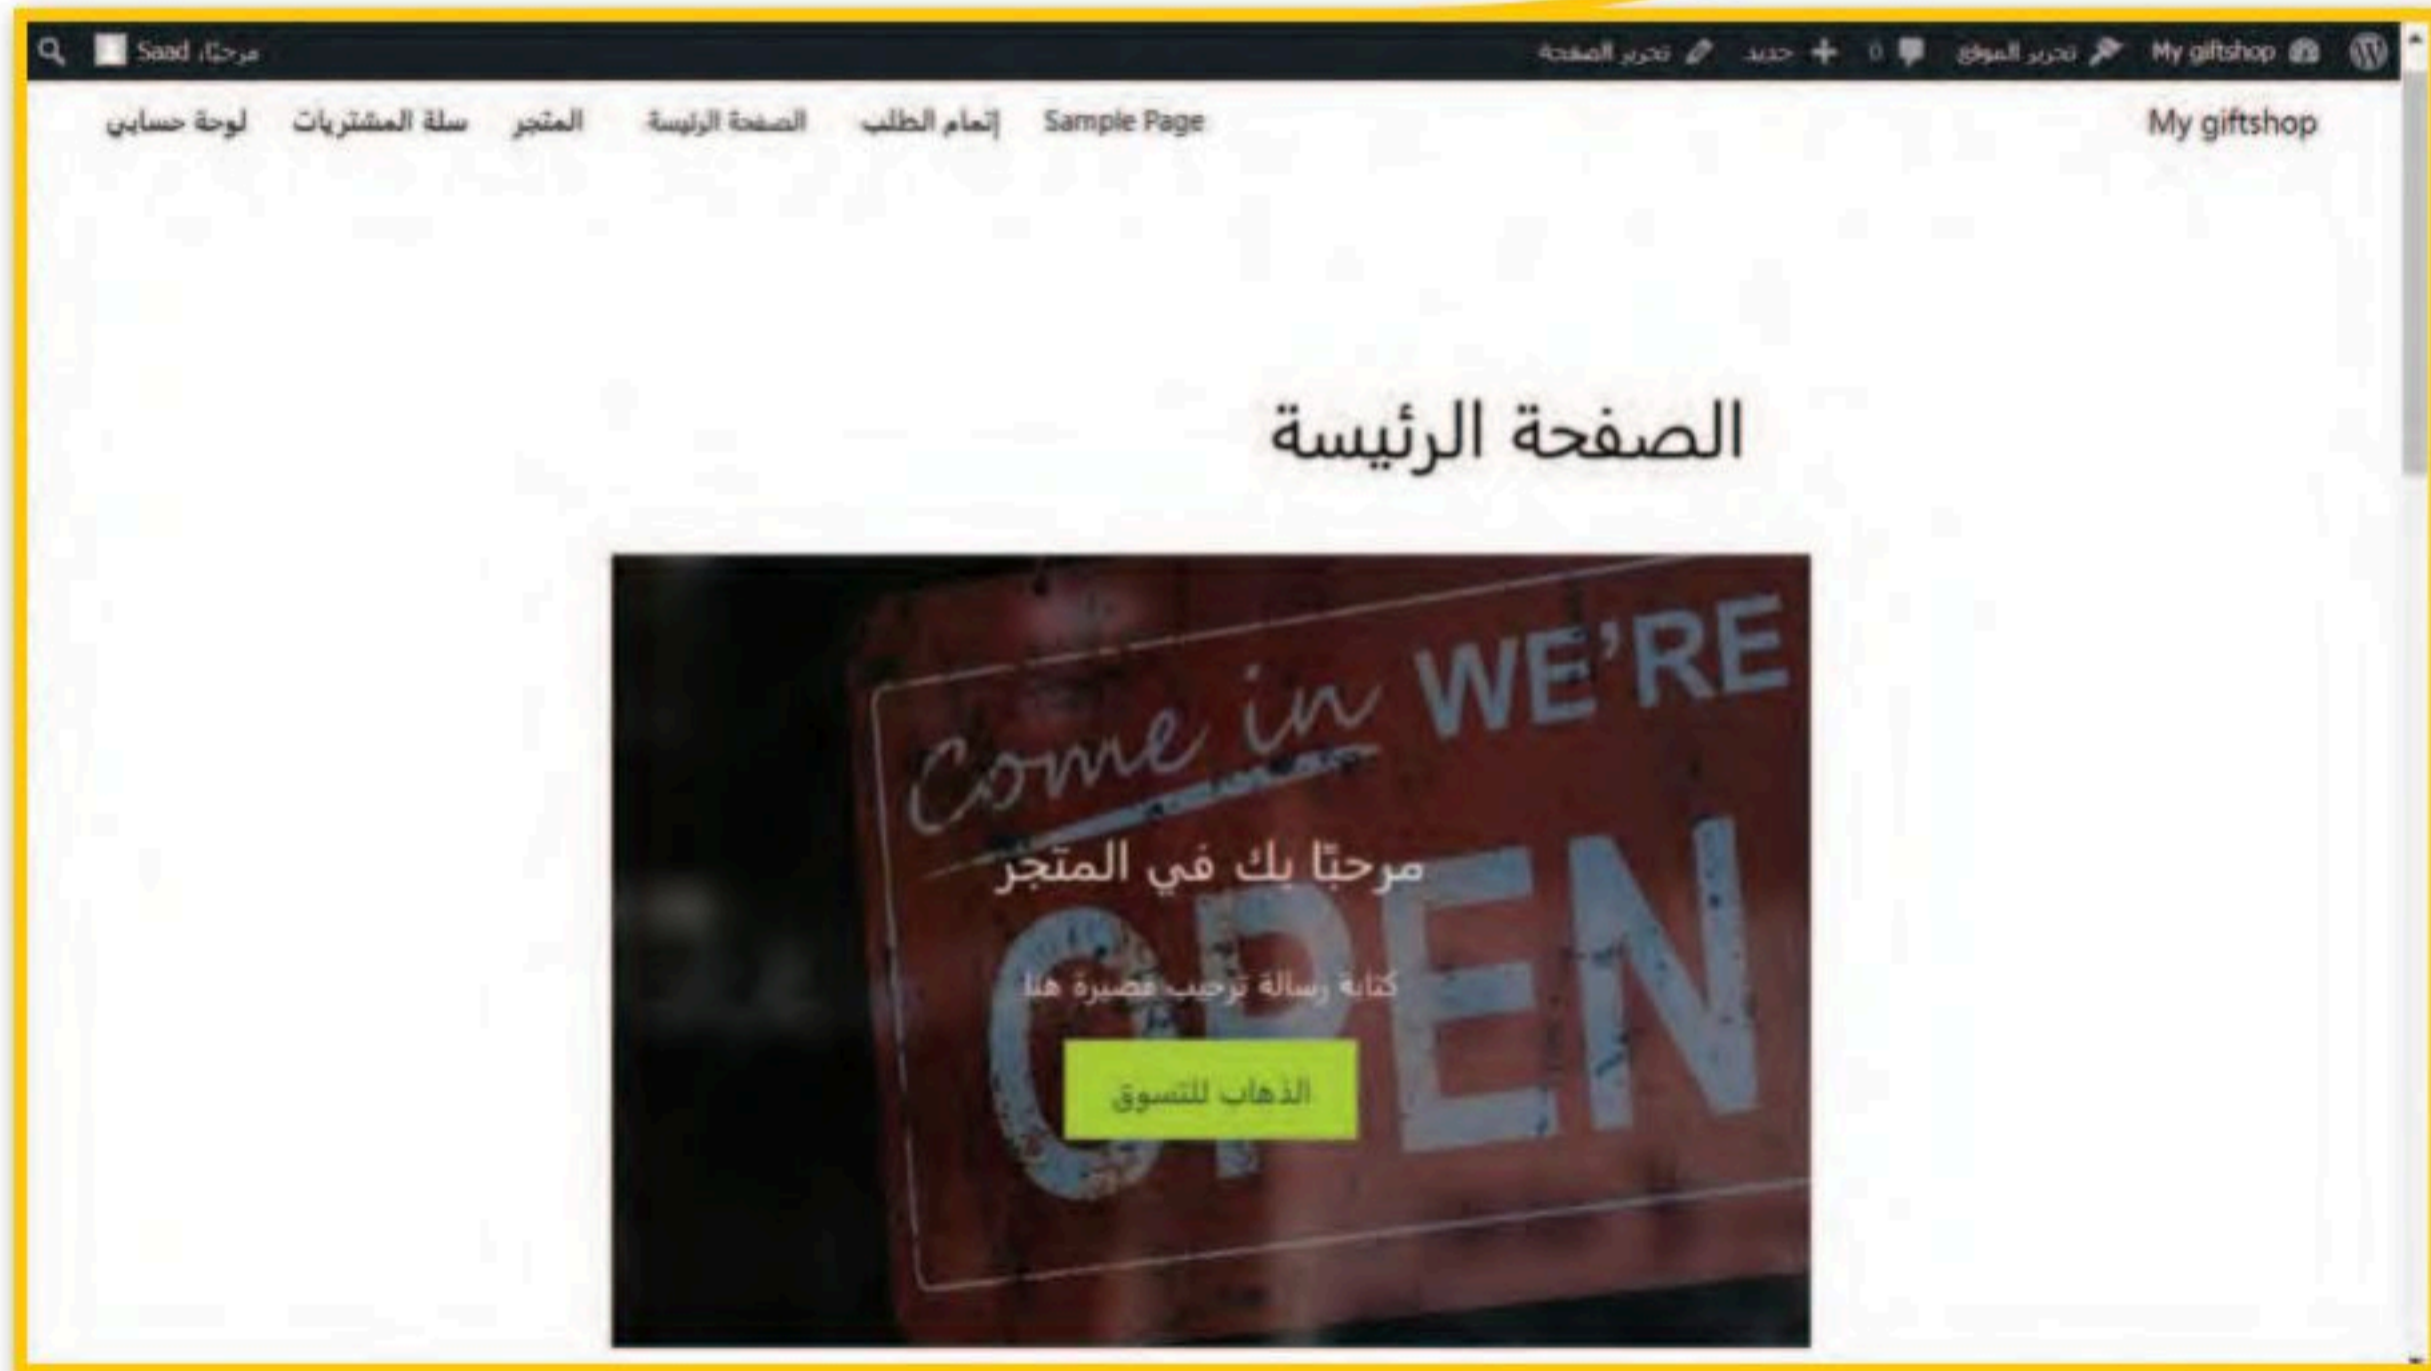 My giftshop تحرير الموقع 0 جديد تحرير الصفحة مرحبًا، Saad
My giftshop Sample Page إتمام الطلب الصفحة الرئيسة المتجر سلة المشتريات لوحة حسابي
الصفحة الرئيسة
Come in WE'RE
OPEN
مرحبًا بك في المتجر
كتابة رسالة ترحيب قصيرة هنا
الذهاب للتسوق